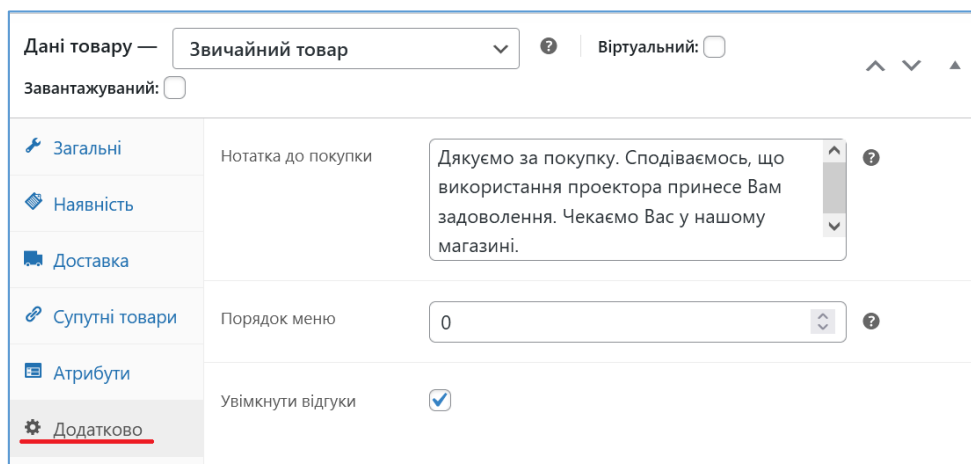 Дані товару — Звичайний товар Віртуальний:
Завантажуваний:
Загальні
Наявність
Доставка
Супутні товари
Атрибути
Додатково
Нотатка до покупки
Дякуємо за покупку. Сподіваємось, що
використання проектора принесе Вам
задоволення. Чекаємо Вас у нашому
магазині.
Порядок меню 0
Увімкнути відгуки